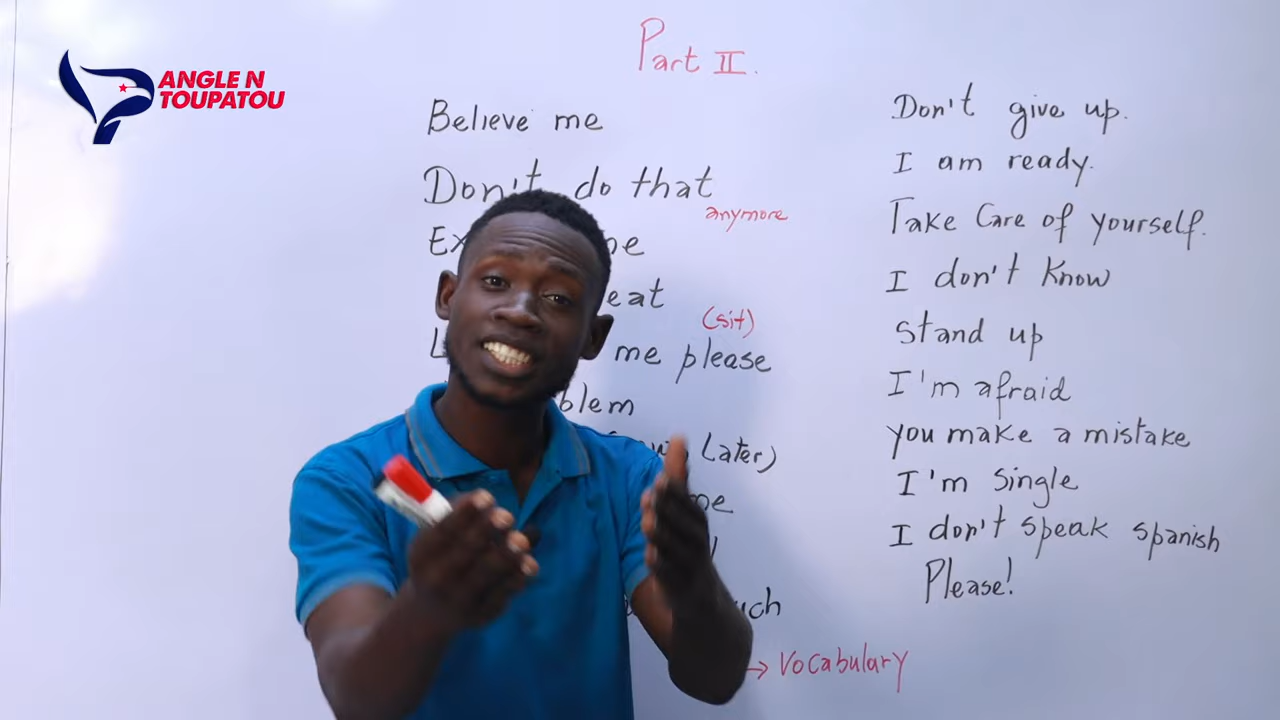 ANGLE N
TOUPATOU
Part II.
Believe me
Don't do that
anymore
me
eat
(sit)
me please
Later)
me
Don't give up.
I am ready.
Take Care of yourself.
I don't know
Stand up
I'm afraid
you make a mistake
I'm Single
I don't speak spanish
Please!
→ Vocabulary